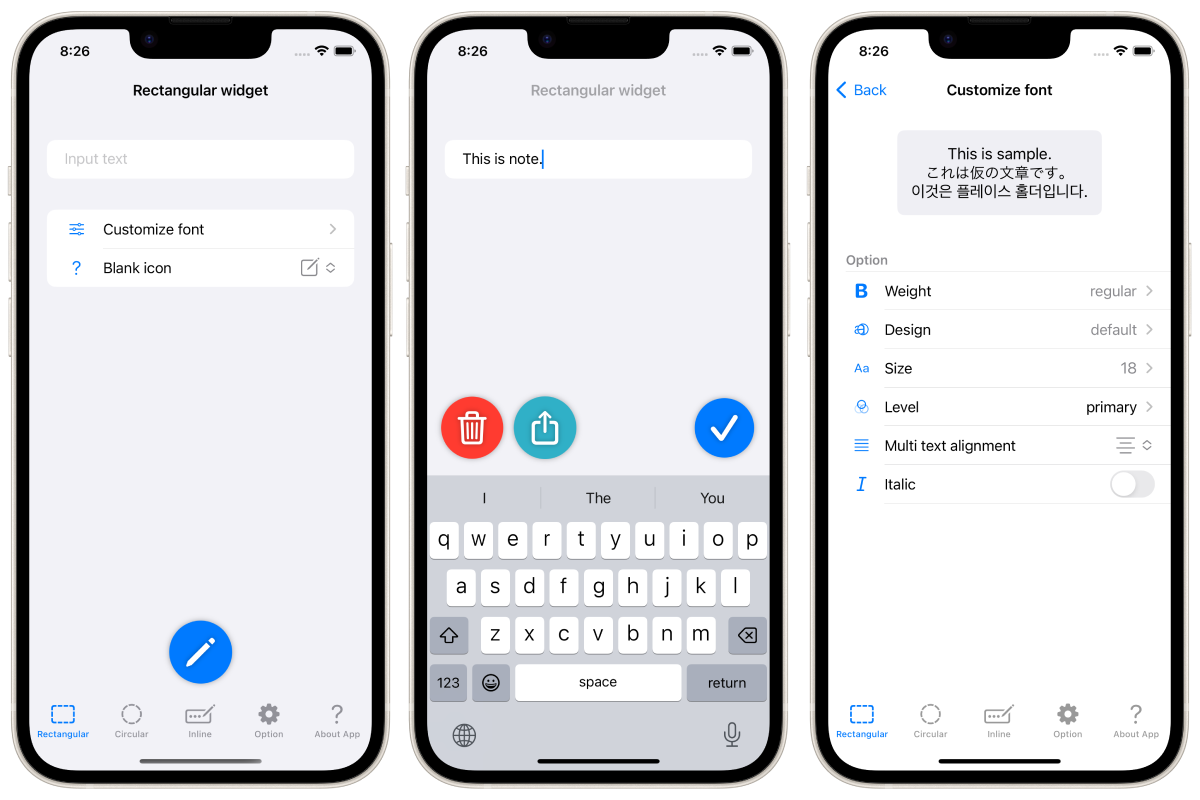 8:26
Rectangular widget
Input text
Customize font
? Blank icon
Rectangular Circular Inline Option About App
8:26
Rectangular widget
This is note.
I The You
q w e r t y u i o p
a s d f g h j k l
z x c v b n m
123 space return
8:26
Back Customize font
This is sample.
これは仮の文章です。
이것은 플레이스 홀더입니다.
Option
B Weight regular
a Design default
Aa Size 18
Level primary
Multi text alignment
I Italic
Rectangular Circular Inline Option About App